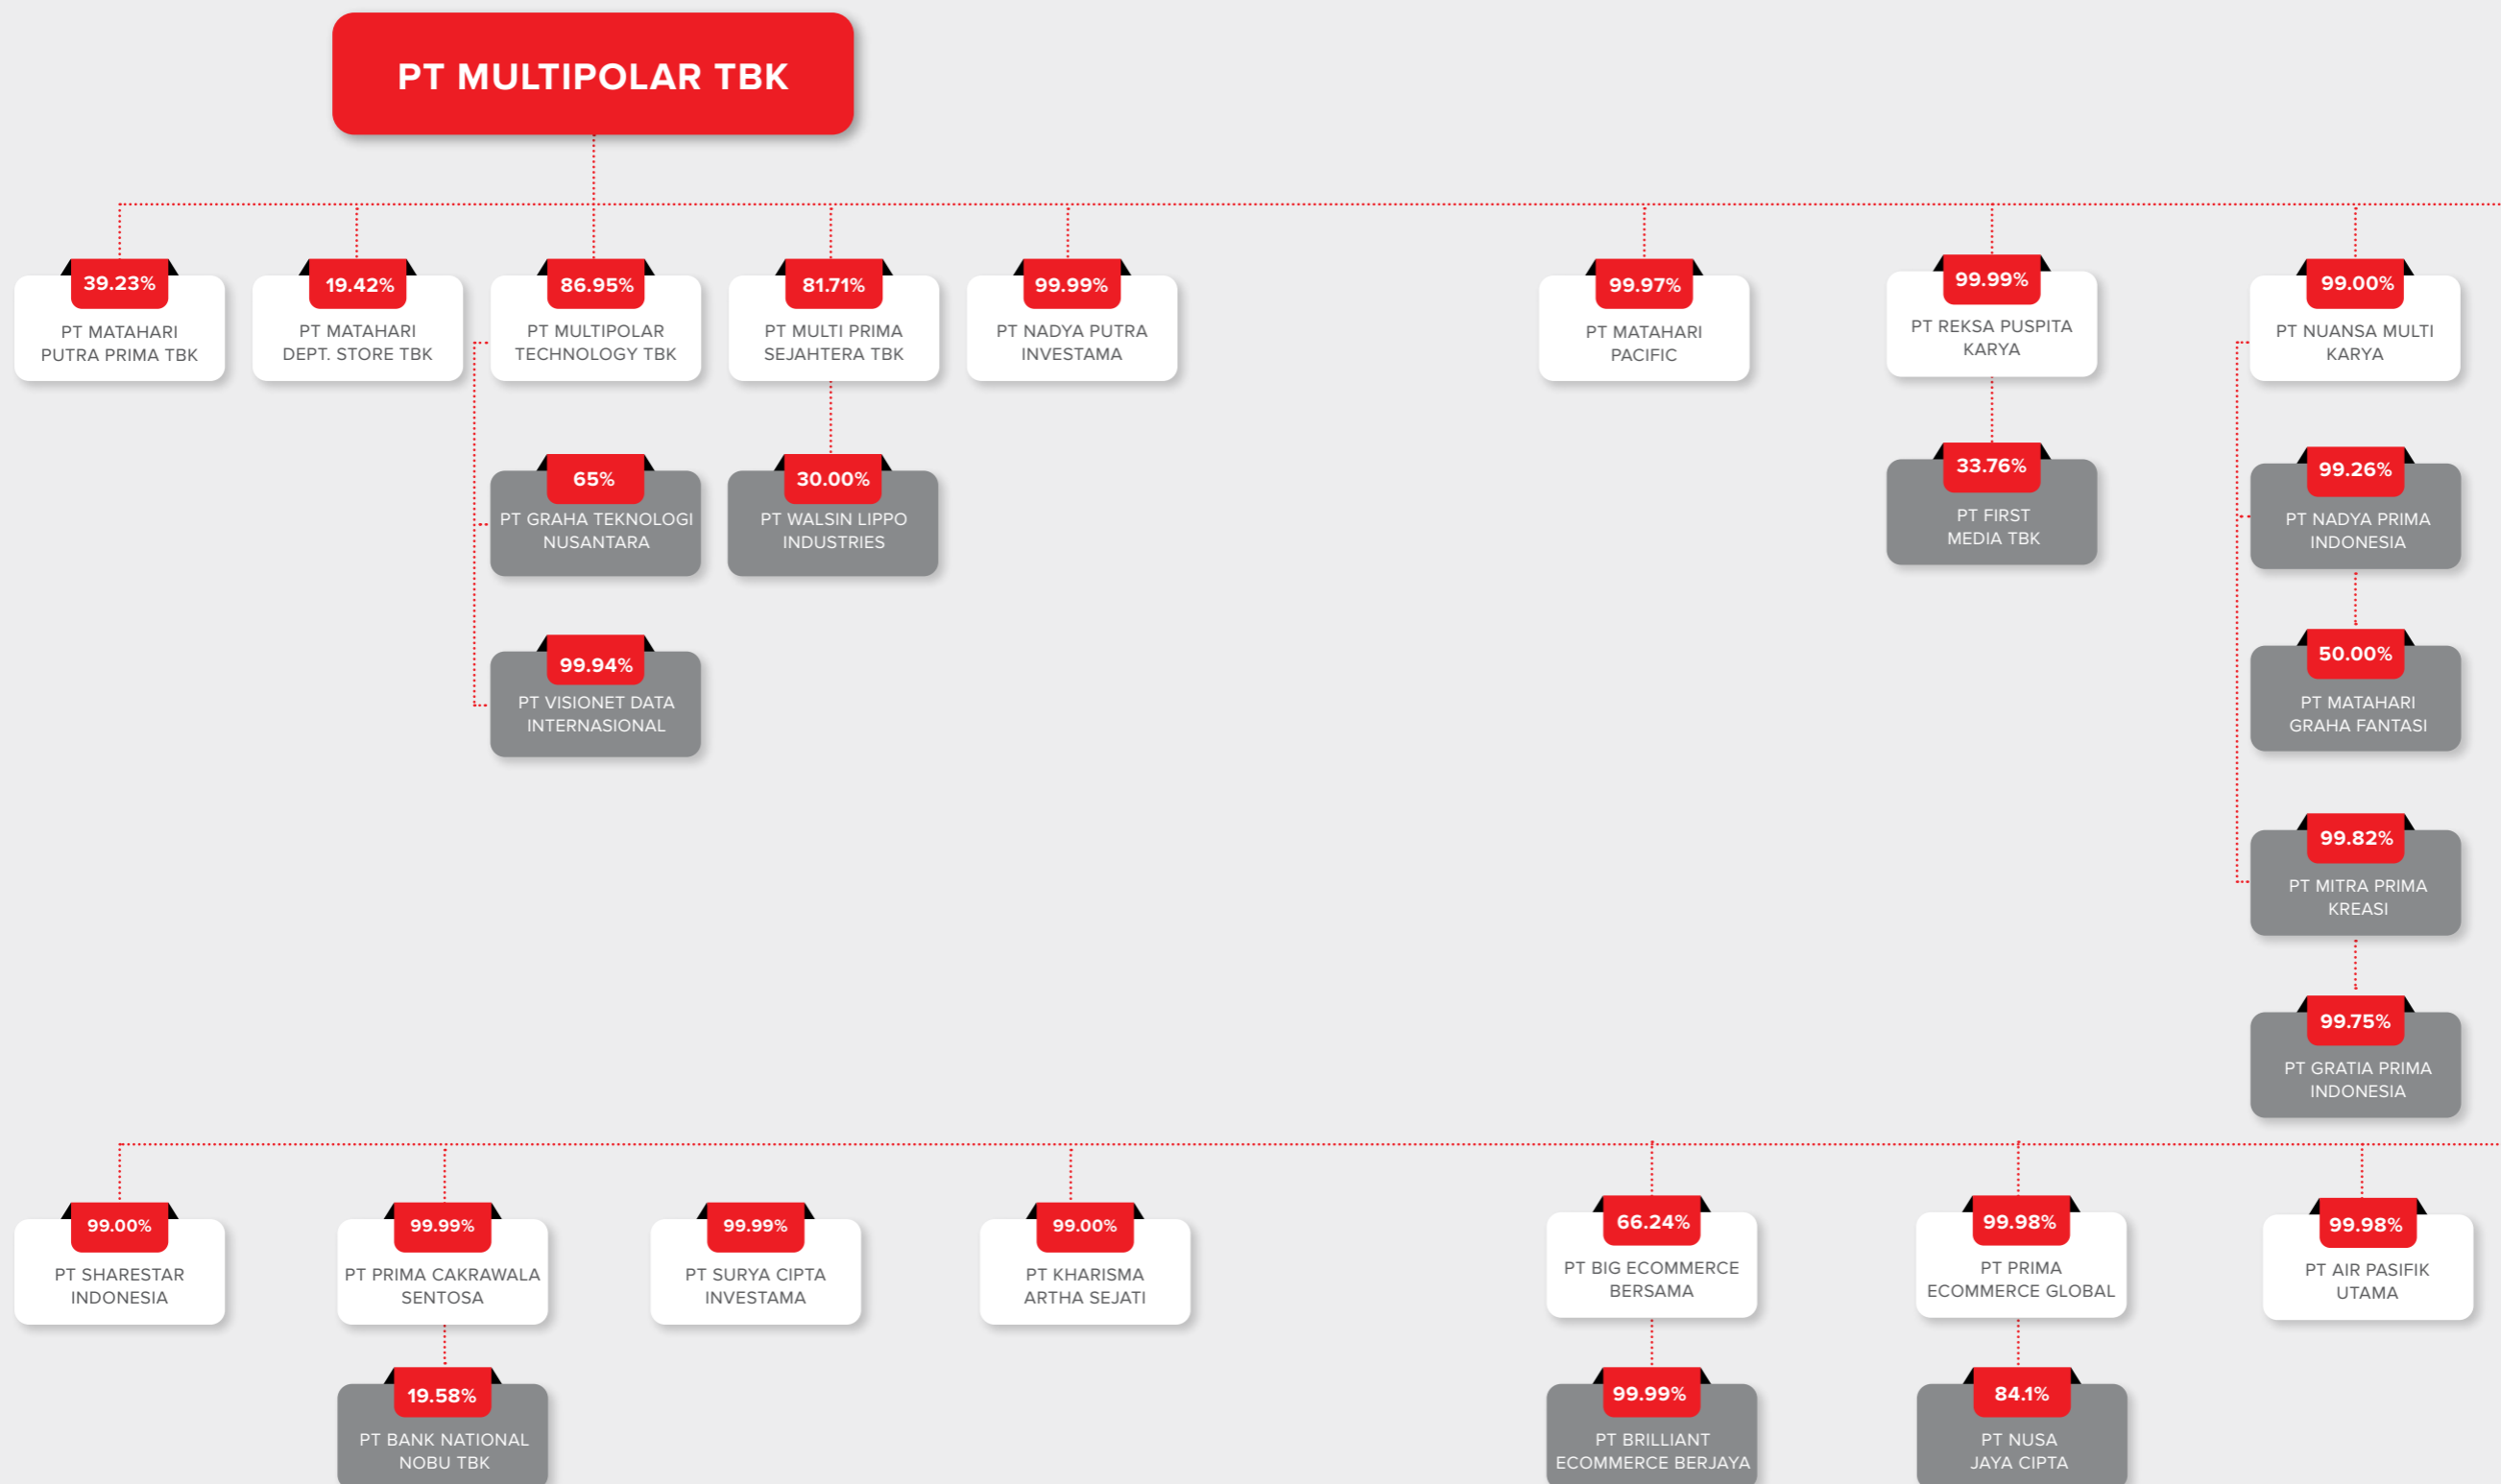 PT MULTIPOLAR TBK
39.23%
PT MATAHARI
PUTRA PRIMA TBK
19.42%
PT MATAHARI
DEPT. STORE TBK
86.95%
PT MULTIPOLAR
TECHNOLOGY TBK
81.71%
PT MULTI PRIMA
SEJAHTERA TBK
99.99%
PT NADYA PUTRA
INVESTAMA
99.97%
PT MATAHARI
PACIFIC
99.99%
PT REKSA PUSPITA
KARYA
99.00%
PT NUANSA MULTI
KARYA
65%
PT GRAHA TEKNOLOGI
NUSANTARA
30.00%
PT WALSIN LIPPO
INDUSTRIES
33.76%
PT FIRST
MEDIA TBK
99.26%
PT NADYA PRIMA
INDONESIA
99.94%
PT VISIONET DATA
INTERNASIONAL
50.00%
PT MATAHARI
GRAHA FANTASI
99.82%
PT MITRA PRIMA
KREASI
99.75%
PT GRATIA PRIMA
INDONESIA
99.00%
PT SHARESTAR
INDONESIA
99.99%
PT PRIMA CAKRAWALA
SENTOSA
99.99%
PT SURYA CIPTA
INVESTAMA
99.00%
PT KHARISMA
ARTHA SEJATI
66.24%
PT BIG ECOMMERCE
BERSAMA
99.98%
PT PRIMA
ECOMMERCE GLOBAL
99.98%
PT AIR PASIFIK
UTAMA
19.58%
PT BANK NATIONAL
NOBU TBK
99.99%
PT BRILLIANT
ECOMMERCE BERJAYA
84.1%
PT NUSA
JAYA CIPTA